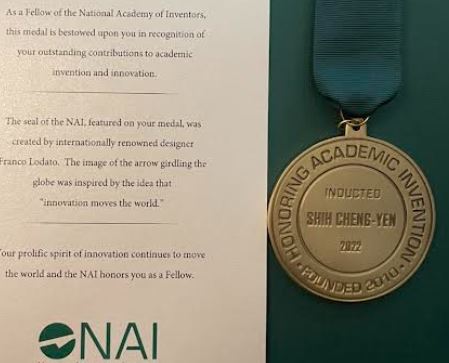 As a Fellow of the National Academy of Inventors,
this medal is bestowed upon you in recognition of
your outstanding contributions to academic
invention and innovation.
The seal of the NAI, featured on your medal, was
created by internationally renowned designer
Franco Lodato. The image of the arrow girdling the
globe was inspired by the idea that
"innovation moves the world."
Your prolific spirit of innovation continues to move
the world and the NAI honors you as a Fellow.
NAI
HONORING ACADEMIC INVENTION
INDUCTED
SHIH CHENG-YEN
2022
• FOUNDED 2010 •